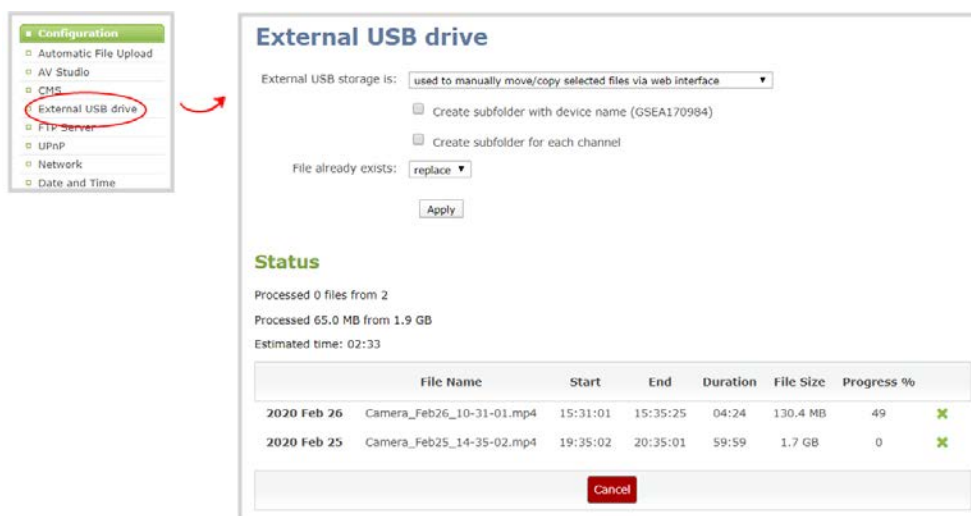 Configuration
Automatic File Upload
AV Studio
CMS
External USB drive
FTP Server
UPnP
Network
Date and Time
External USB drive
External USB storage is: used to manually move/copy selected files via web interface
Create subfolder with device name (GSEA170984)
Create subfolder for each channel
File already exists: replace
Apply
Status
Processed 0 files from 2
Processed 65.0 MB from 1.9 GB
Estimated time: 02:33
File Name Start End Duration File Size Progress %
2020 Feb 26 Camera_Feb26_10-31-01.mp4 15:31:01 15:35:25 04:24 130.4 MB 49
2020 Feb 25 Camera_Feb25_14-35-02.mp4 19:35:02 20:35:01 59:59 1.7 GB 0
Cancel